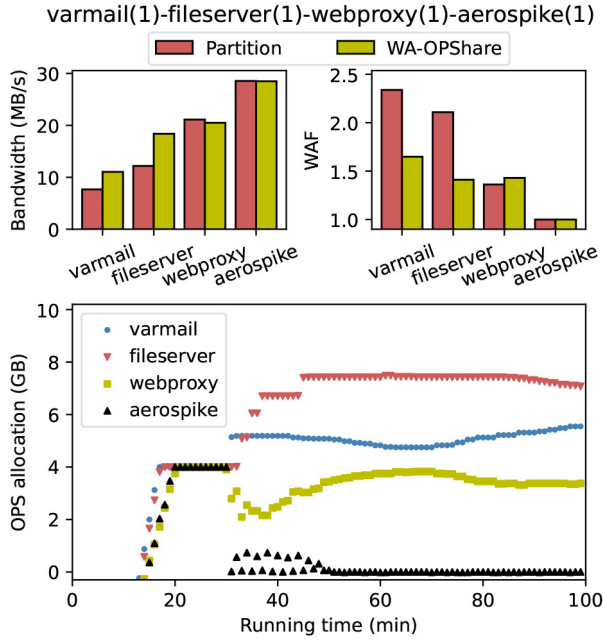 varmail(1)-fileserver(1)-webproxy(1)-aerospike(1)
Partition WA-OPShare
Bandwidth (MB/s)
30
20
10
0
varmail fileserver webproxy aerospike
WAF
2.5
2.0
1.5
1.0
varmail fileserver webproxy aerospike
OPS allocation (GB)
10
8
6
4
2
0
varmail
fileserver
webproxy
aerospike
0 20 40 60 80 100
Running time (min)